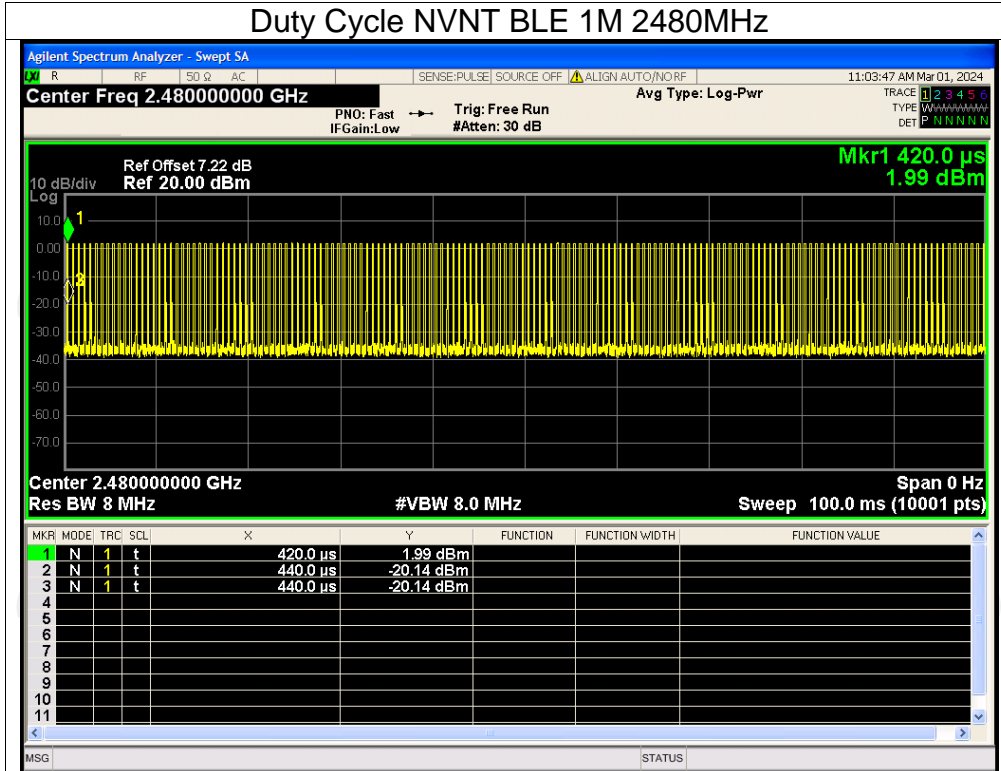 Duty Cycle NVNT BLE 1M 2480MHz
Agilent Spectrum Analyzer - Swept SA
LXI R RF 50 Ω AC SENSE:PULSE SOURCE OFF ALIGN AUTO/NO RF 11:03:47 AM Mar 01, 2024
Center Freq 2.480000000 GHz Avg Type: Log-Pwr TRACE 1 2 3 4 5 6
PNO: Fast Trig: Free Run TYPE WWWWWWWW
IFGain:Low #Atten: 30 dB DET P N N N N N
Mkr1 420.0 µs
Ref Offset 7.22 dB
10 dB/div Ref 20.00 dBm 1.99 dBm
Log
10.0
1
0.00
-10.0
-20.0
-30.0
-40.0
-50.0
-60.0
-70.0
Center 2.480000000 GHz Span 0 Hz
Res BW 8 MHz #VBW 8.0 MHz Sweep 100.0 ms (10001 pts)
MKR MODE TRC SCL X Y FUNCTION FUNCTION WIDTH FUNCTION VALUE
1 N 1 t 420.0 µs 1.99 dBm
2 N 1 t 440.0 µs -20.14 dBm
3 N 1 t 440.0 µs -20.14 dBm
4
5
6
7
8
9
10
11
MSG STATUS